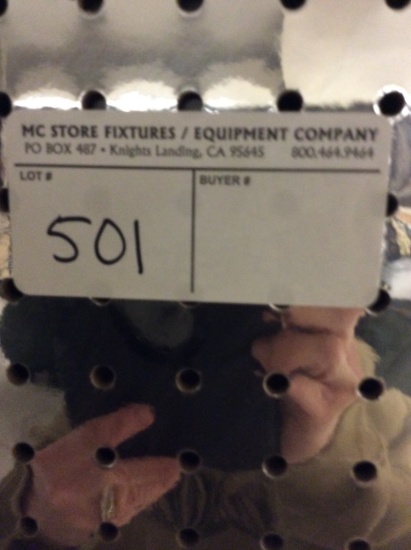 MC STORE FIXTURES / EQUIPMENT COMPANY
PO BOX 487 • Knights Landing, CA 95645 800.464.9464
LOT # BUYER #
501